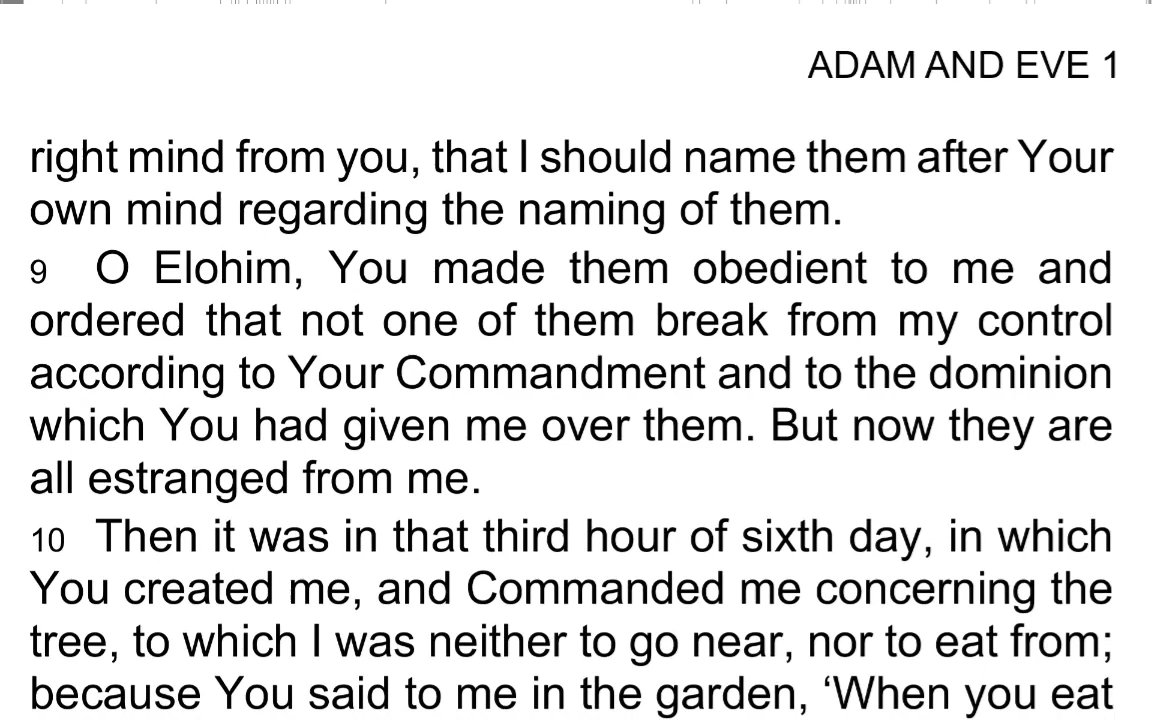 ADAM AND EVE 1
right mind from you, that I should name them after Your
own mind regarding the naming of them.
9 O Elohim, You made them obedient to me and
ordered that not one of them break from my control
according to Your Commandment and to the dominion
which You had given me over them. But now they are
all estranged from me.
10 Then it was in that third hour of sixth day, in which
You created me, and Commanded me concerning the
tree, to which I was neither to go near, nor to eat from;
because You said to me in the garden, ‘When you eat